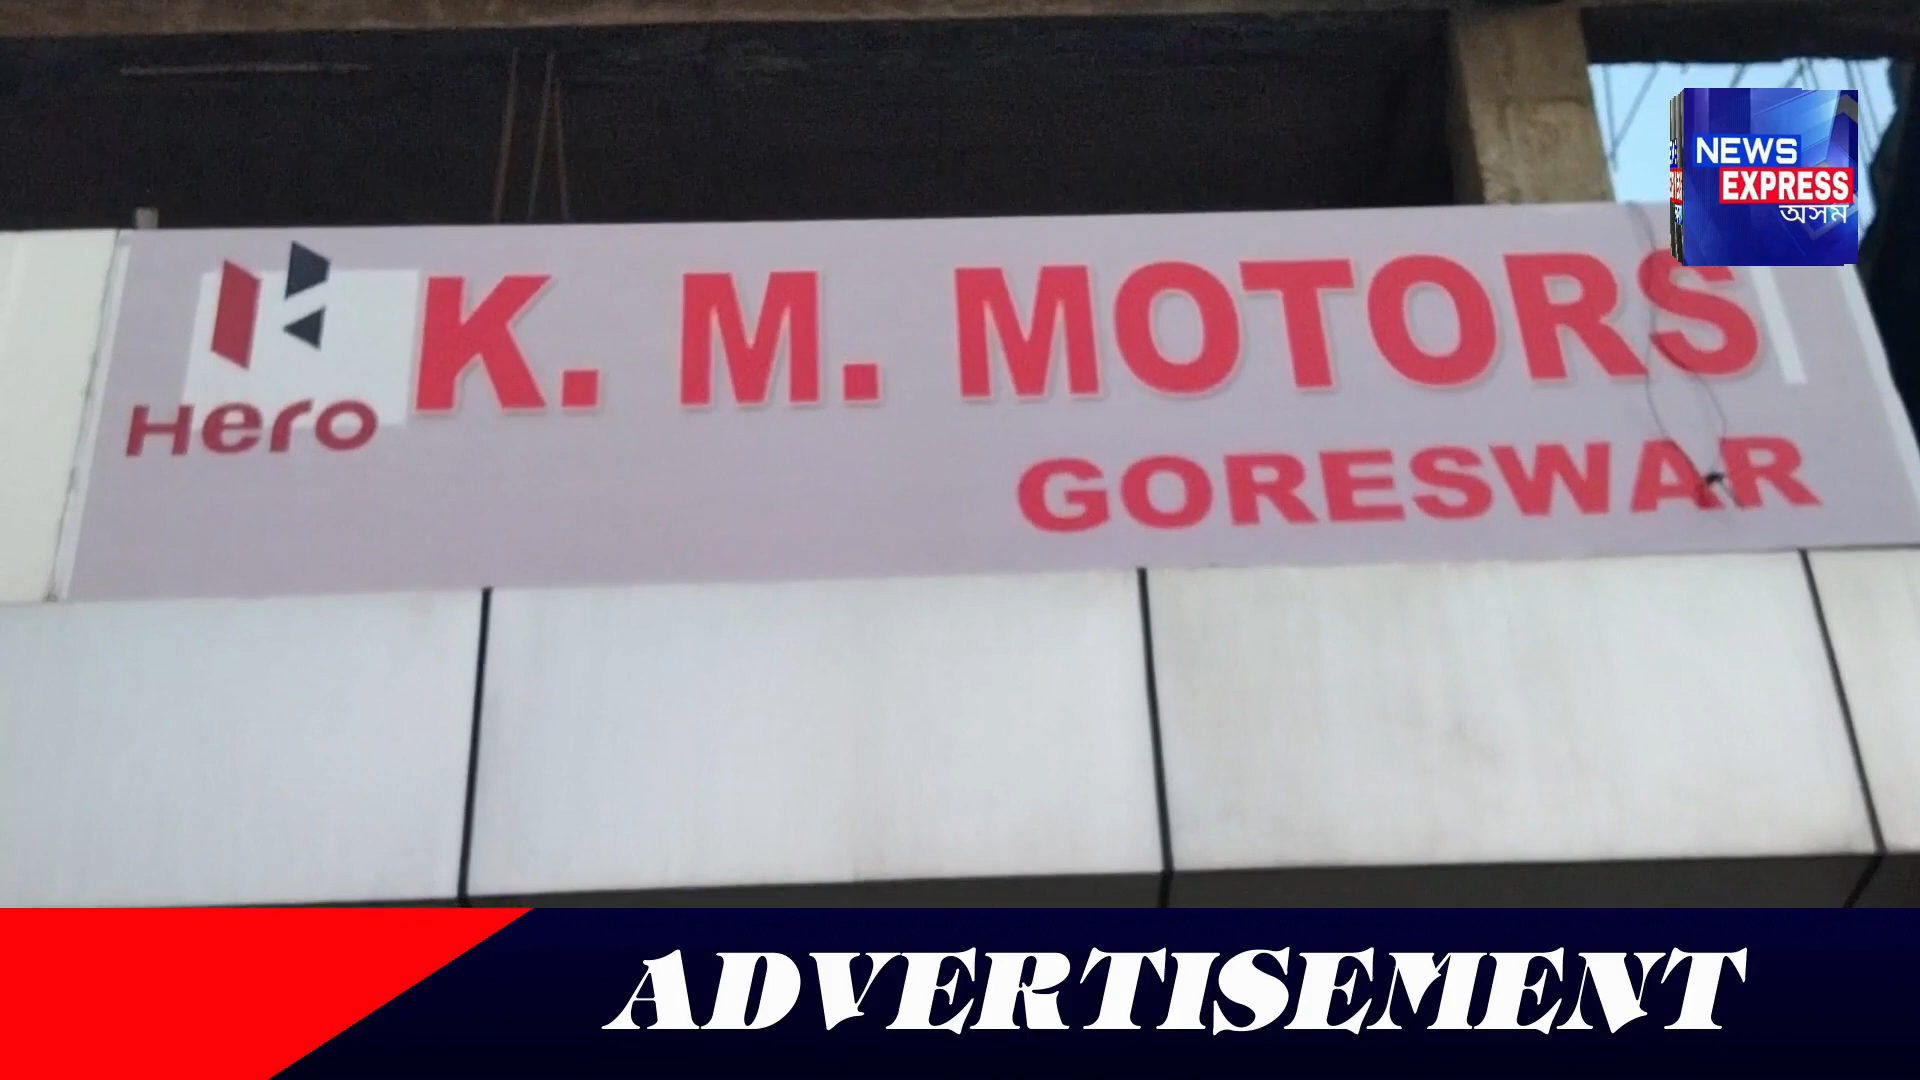 NEWS
EXPRESS
অসম
Hero
K. M. MOTORS
GORESWAR
ADVERTISEMENT